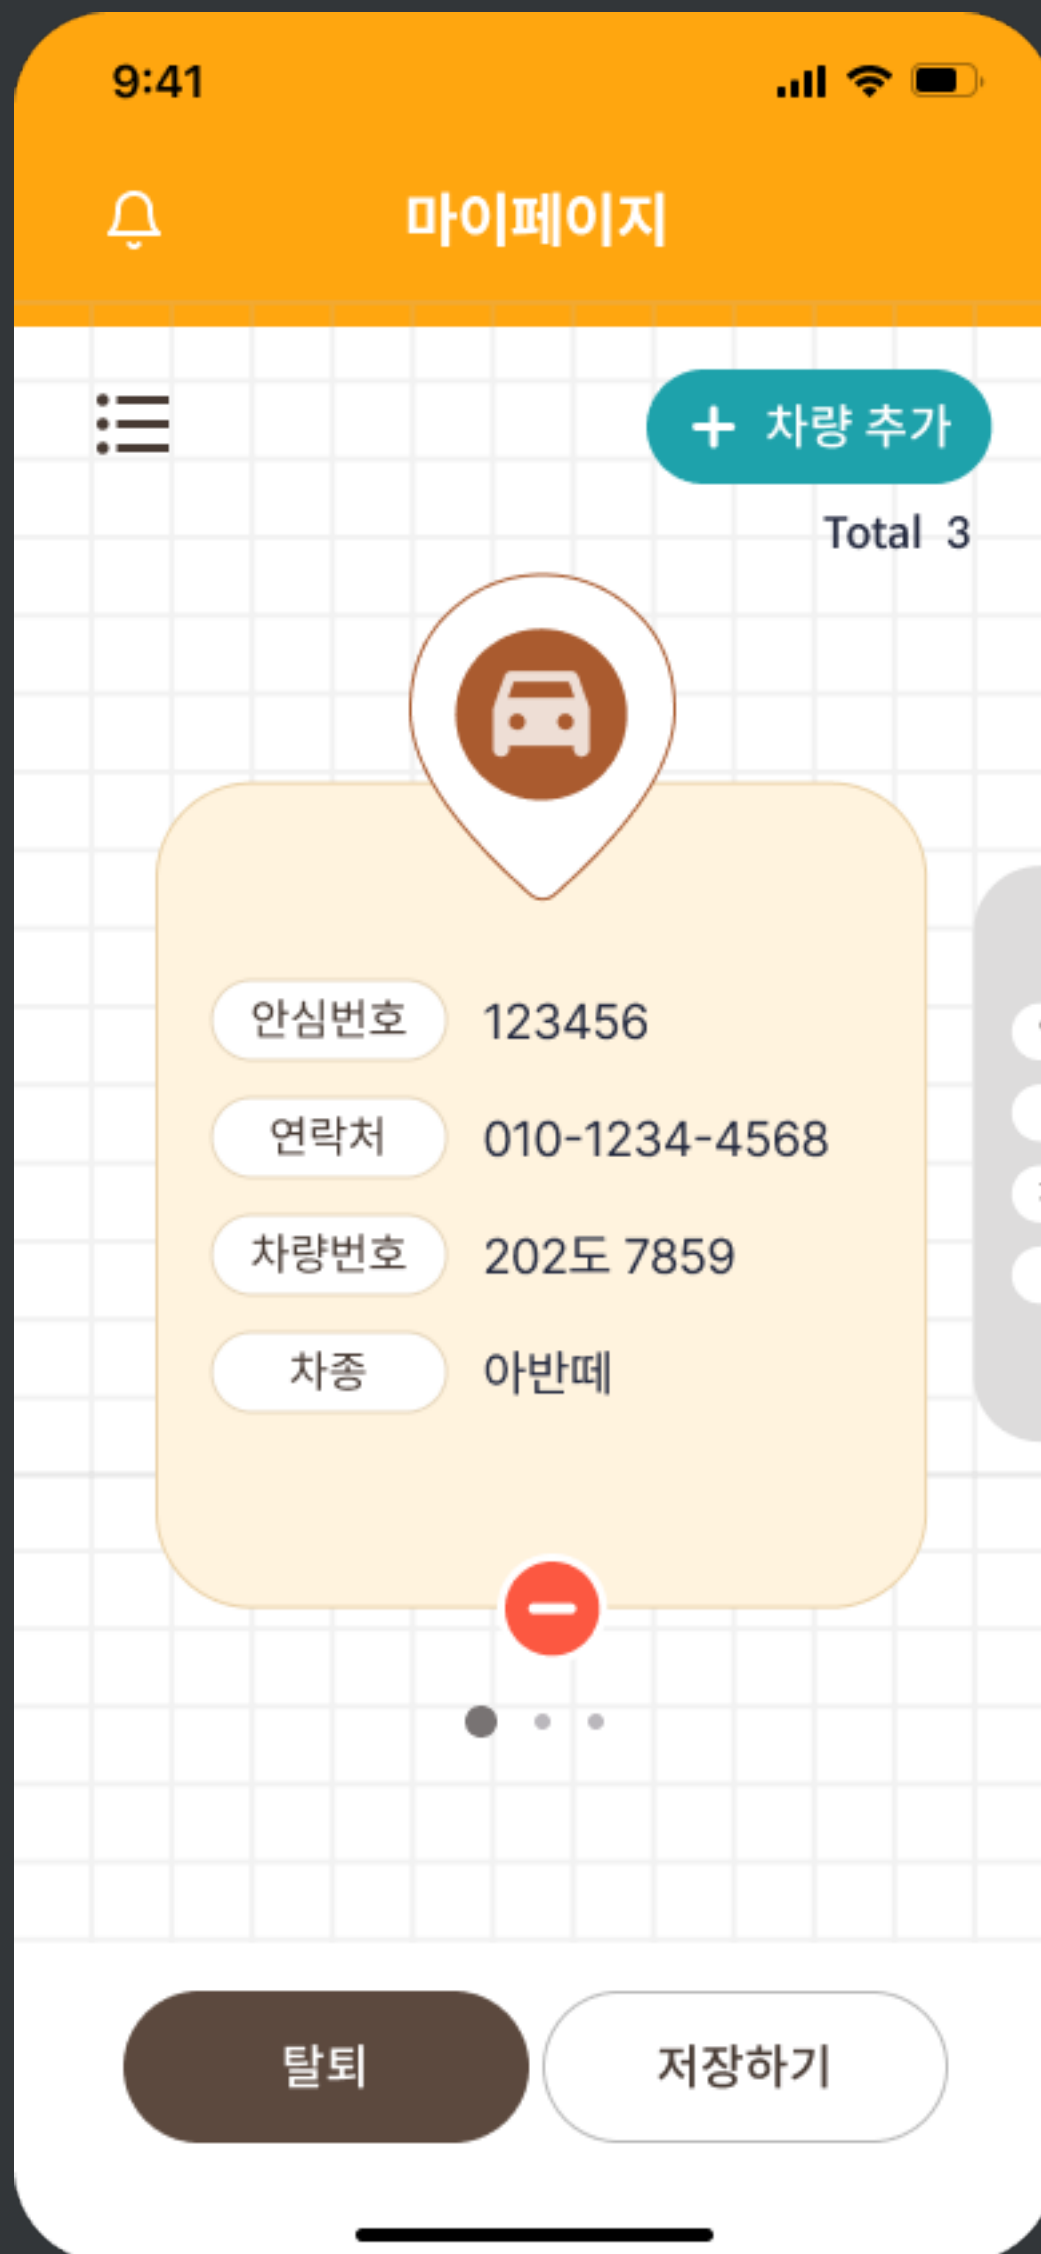 9:41
마이페이지
차량 추가
Total 3
안심번호 123456
연락처 010-1234-4568
차량번호 202도 7859
차종 아반떼
탈퇴 저장하기